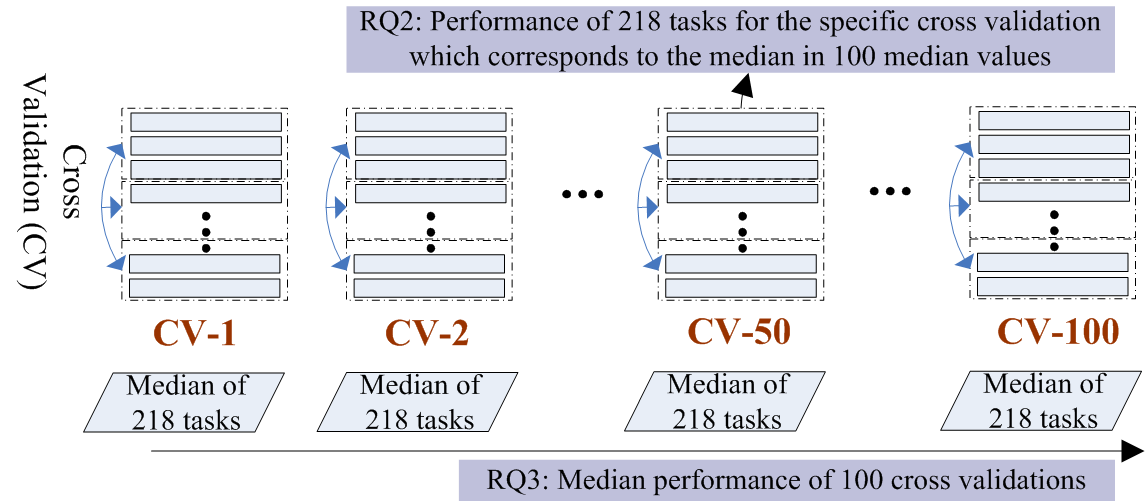 RQ2: Performance of 218 tasks for the specific cross validation
which corresponds to the median in 100 median values
Cross
Validation (CV)
CV-1
CV-2
CV-50
CV-100
Median of
218 tasks
Median of
218 tasks
Median of
218 tasks
Median of
218 tasks
RQ3: Median performance of 100 cross validations